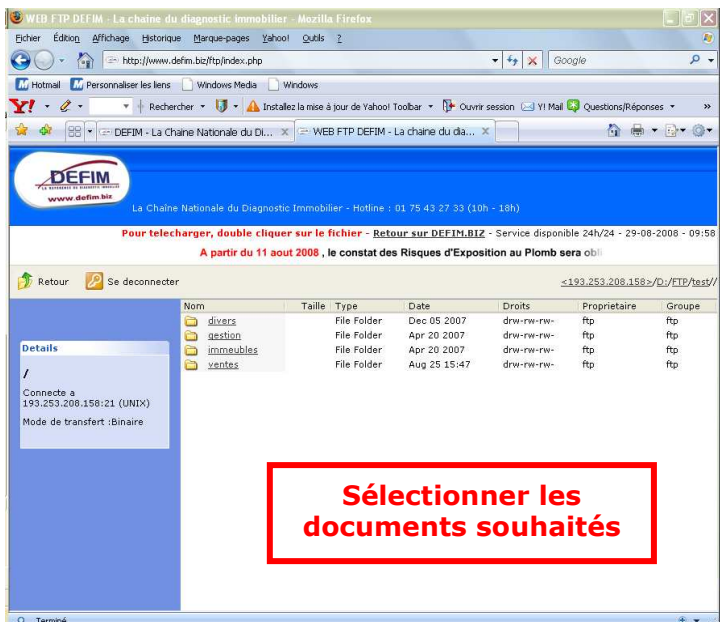 WEB FTP DEFIM - La chaine du diagnostic immobilier - Mozilla Firefox
Fichier Édition Affichage Historique Marque-pages Yahoo! Outils ?
http://www.defim.biz/ftp/index.php
Google
Hotmail Personnaliser les liens Windows Media Windows
Y! Rechercher Installez la mise à jour de Yahoo! Toolbar Ouvrir session Y! Mail Questions/Réponses »
DEFIM - La Chaine Nationale du Di... WEB FTP DEFIM - La chaine du dia...
DEFIM
www.defim.biz
La Chaîne Nationale du Diagnostic Immobilier - Hotline : 01 75 43 27 33 (10h - 18h)
Pour telecharger, double cliquer sur le fichier - Retour sur DEFIM.BIZ - Service disponible 24h/24 - 29-08-2008 - 09:58
A partir du 11 aout 2008 , le constat des Risques d'Exposition au Plomb sera obli
Retour Se deconnecter <193.253.208.158>/D:/FTP/test//
Nom Taille Type Date Droits Proprietaire Groupe
divers File Folder Dec 05 2007 drw-rw-rw- ftp ftp
gestion File Folder Apr 20 2007 drw-rw-rw- ftp ftp
immeubles File Folder Apr 20 2007 drw-rw-rw- ftp ftp
ventes File Folder Aug 25 15:47 drw-rw-rw- ftp ftp
Details
/
Connecte a
193.253.208.158:21 (UNIX)
Mode de transfert :Binaire
Sélectionner les
documents souhaités
Terminé